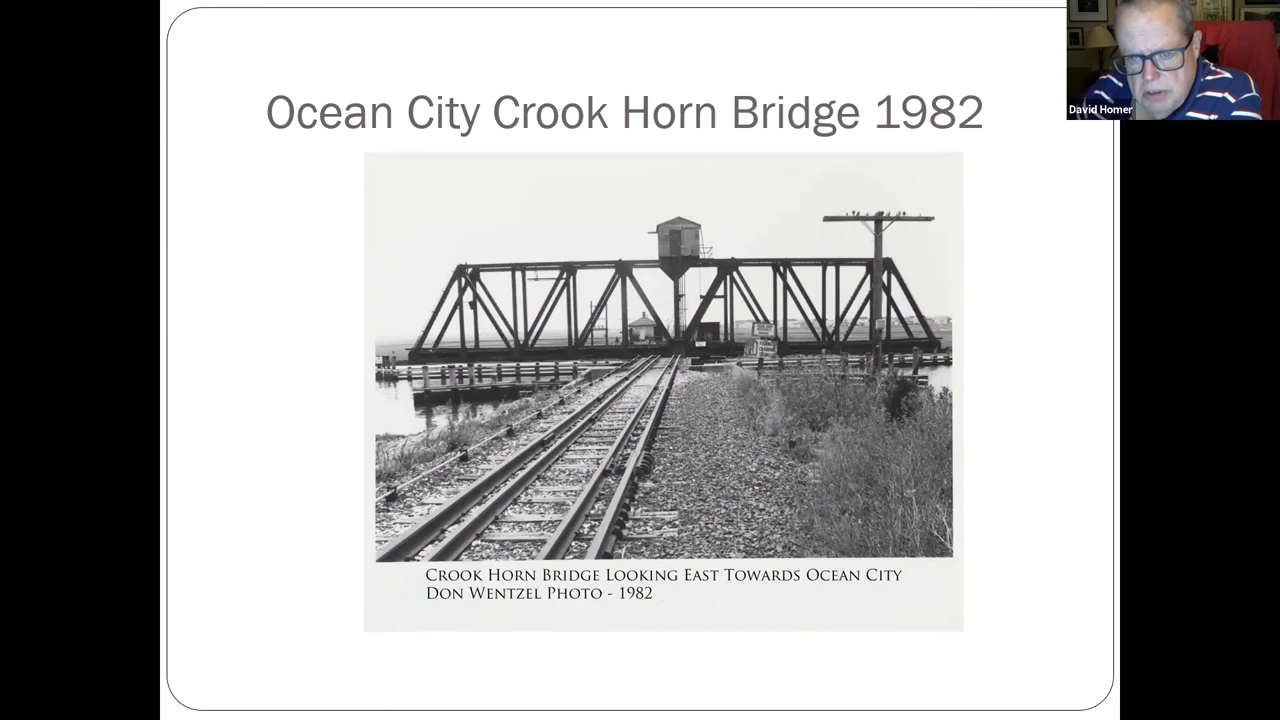 Ocean City Crook Horn Bridge 1982
David Homer
Crook Horn Bridge Looking East Towards Ocean City
Don Wentzel Photo - 1982